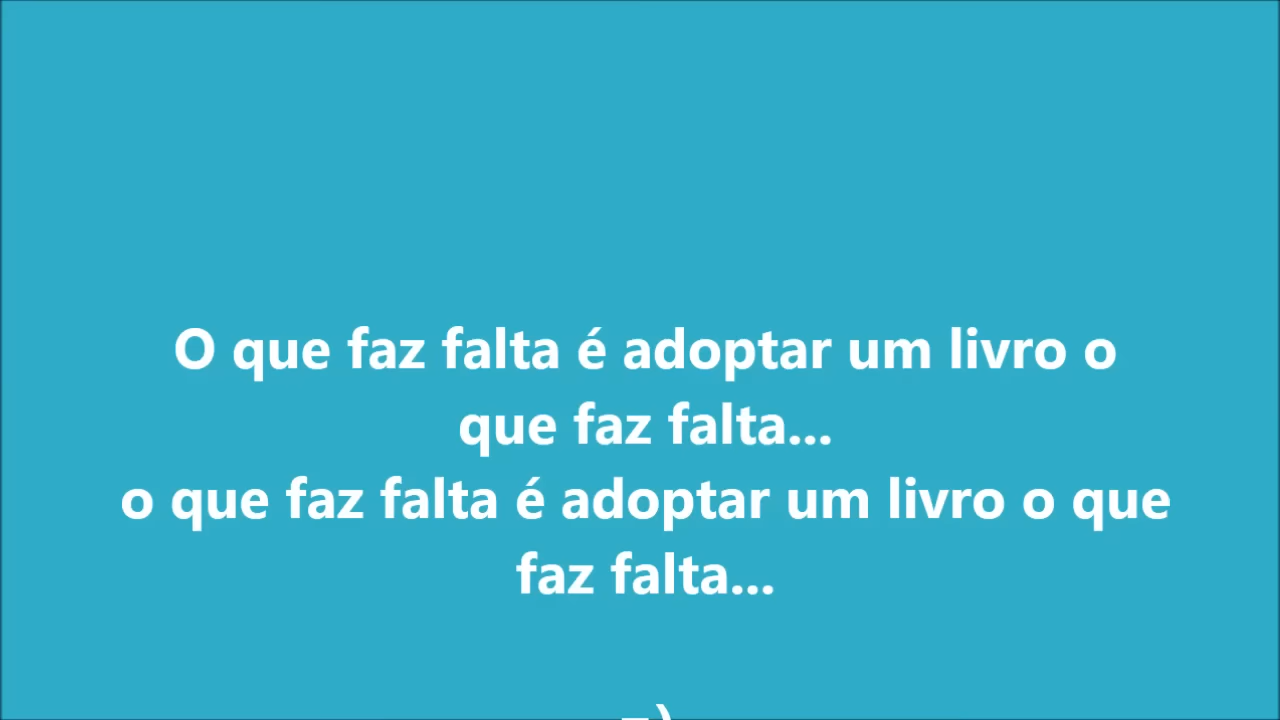 O que faz falta é adoptar um livro o
que faz falta...
o que faz falta é adoptar um livro o que
faz falta...